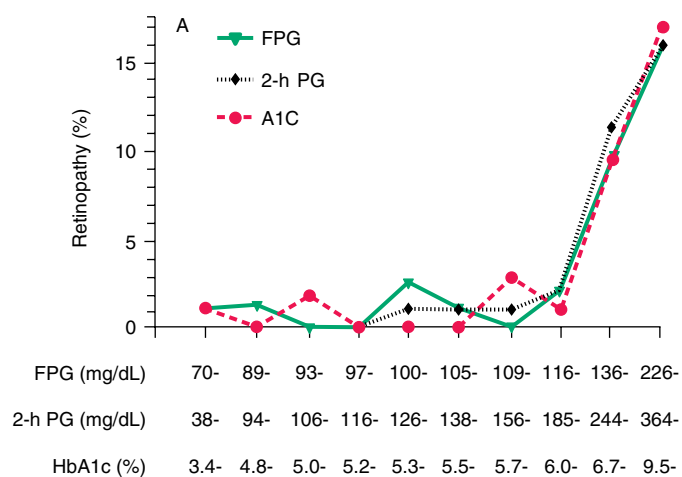 A
FPG
2-h PG
A1C
Retinopathy (%)
15
10
5
0
FPG (mg/dL) 70- 89- 93- 97- 100- 105- 109- 116- 136- 226-
2-h PG (mg/dL) 38- 94- 106- 116- 126- 138- 156- 185- 244- 364-
HbA1c (%) 3.4- 4.8- 5.0- 5.2- 5.3- 5.5- 5.7- 6.0- 6.7- 9.5-